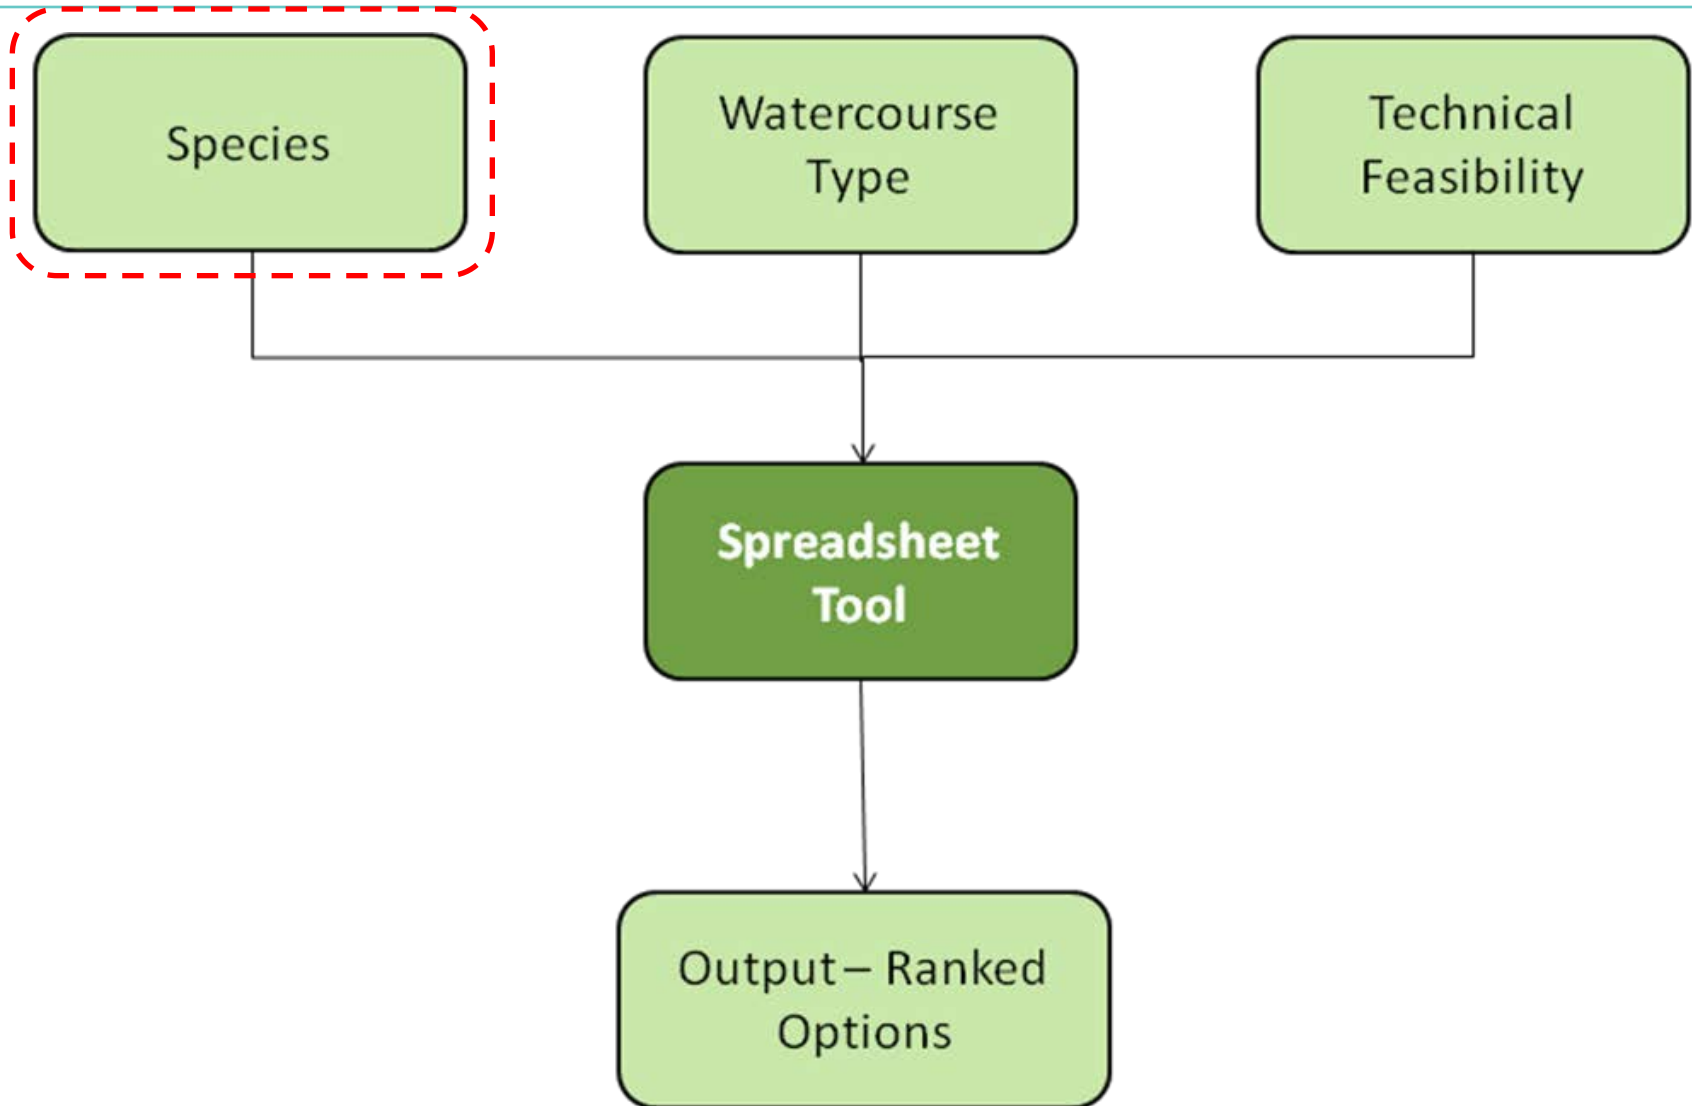 Species
Watercourse
Type
Technical
Feasibility
Spreadsheet
Tool
Output – Ranked
Options